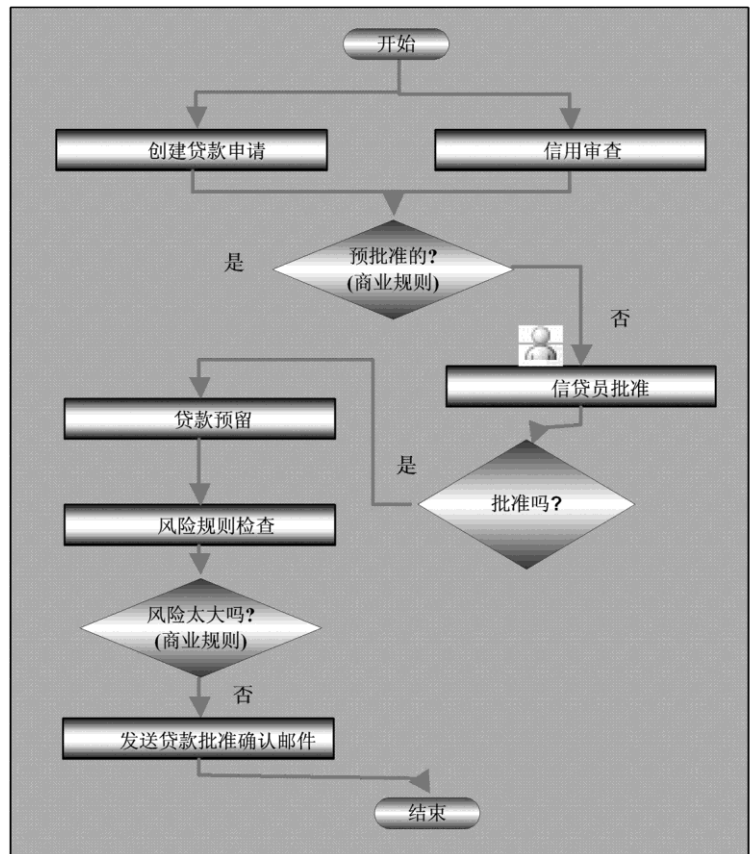 开始
创建贷款申请
信用审查
预批准的?
(商业规则)
是
否
信贷员批准
贷款预留
是
批准吗?
风险规则检查
风险太大吗?
(商业规则)
否
发送贷款批准确认邮件
结束